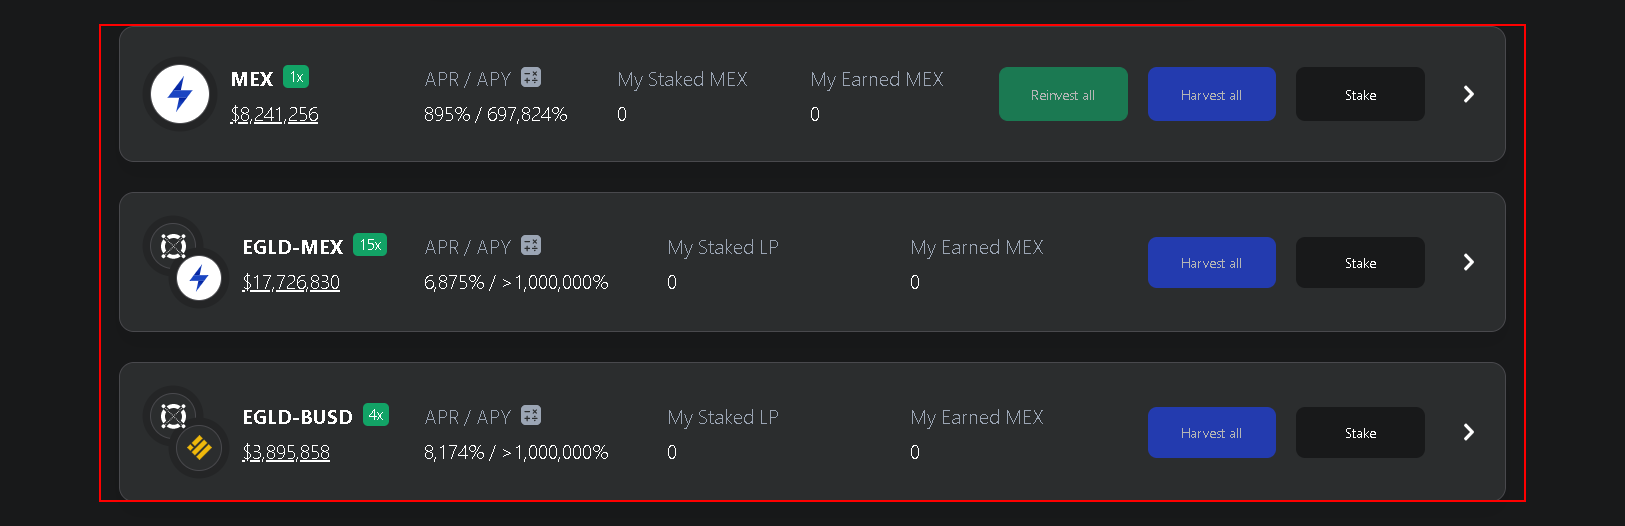 MEX 1x APR / APY My Staked MEX My Earned MEX Reinvest all Harvest all Stake
$8,241,256 895% / 697,824% 0 0
EGLD-MEX 15x APR / APY My Staked LP My Earned MEX Harvest all Stake
$17,726,830 6,875% / >1,000,000% 0 0
EGLD-BUSD 4x APR / APY My Staked LP My Earned MEX Harvest all Stake
$3,895,858 8,174% / >1,000,000% 0 0